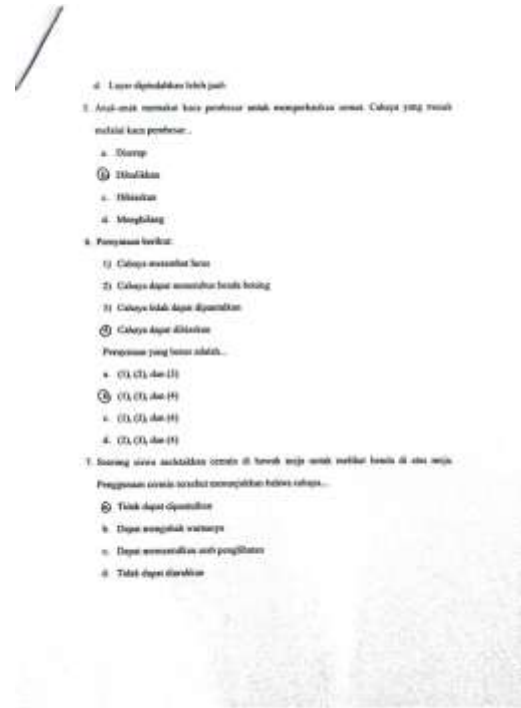 d. Layar dipindahkan lebih jauh
5. Anak-anak memakai kaca pembesar untuk memperhatikan semut. Cahaya yang masuk
melalui kaca pembesar...
a. Diserap
b. Dibalikkan
c. Dibiaskan
d. Menghilang
6. Pernyataan berikut:
1) Cahaya merambat lurus
2) Cahaya dapat menembus benda bening
3) Cahaya tidak dapat dipantulkan
4) Cahaya dapat dibiaskan
Pernyataan yang benar adalah...
a. (1), (2), dan (3)
b. (1), (3), dan (4)
c. (1), (2), dan (4)
d. (2), (3), dan (4)
7. Seorang siswa meletakkan cermin di bawah meja untuk melihat benda di atas meja.
Penggunaan cermin tersebut menunjukkan bahwa cahaya...
a. Tidak dapat dipantulkan
b. Dapat mengubah warnanya
c. Dapat memantulkan arah penglihatan
d. Tidak dapat diarahkan